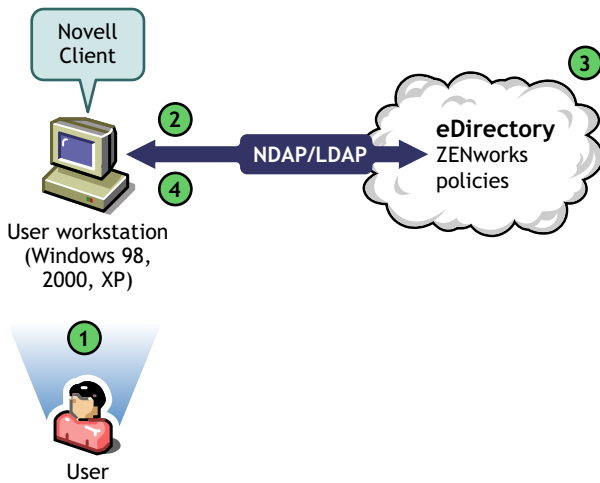 Novell
Client
3
2
eDirectory
ZENworks
policies
NDAP/LDAP
4
User workstation
(Windows 98,
2000, XP)
1
User